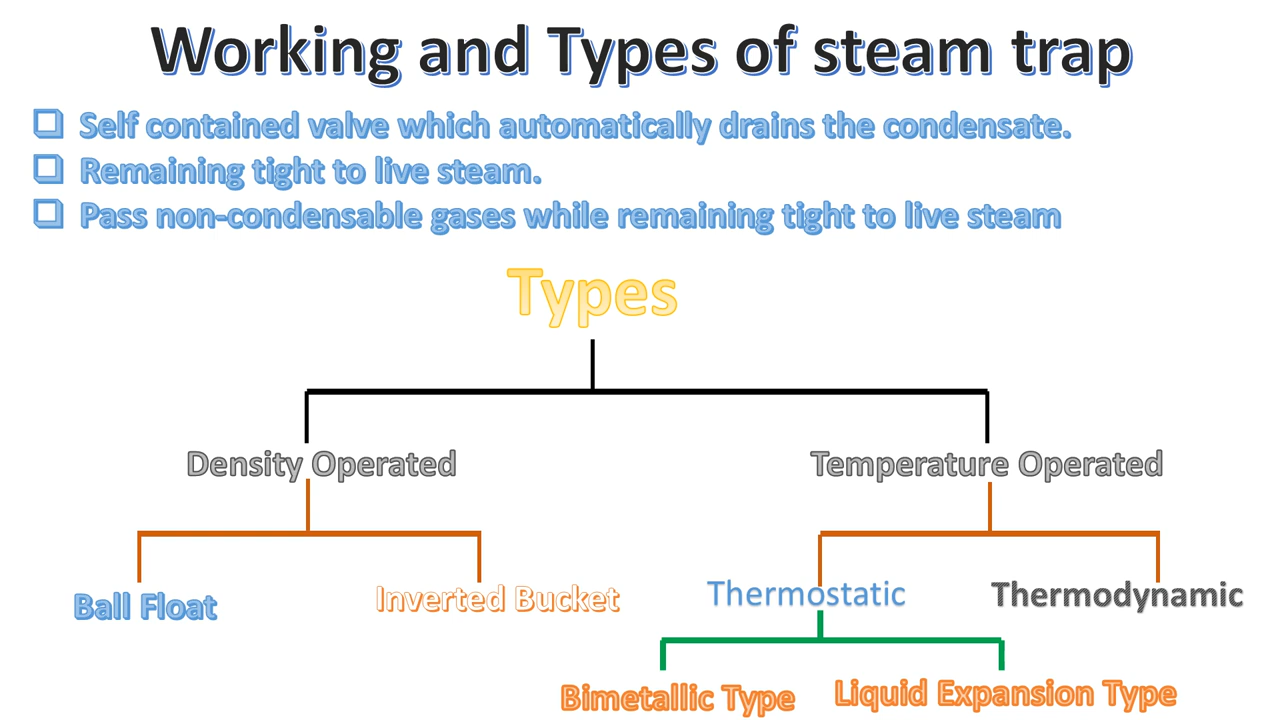 Working and Types of steam trap
Self contained valve which automatically drains the condensate.
Remaining tight to live steam.
Pass non-condensable gases while remaining tight to live steam
Types
Density Operated
Temperature Operated
Ball Float
Inverted Bucket
Thermostatic
Thermodynamic
Bimetallic Type
Liquid Expansion Type